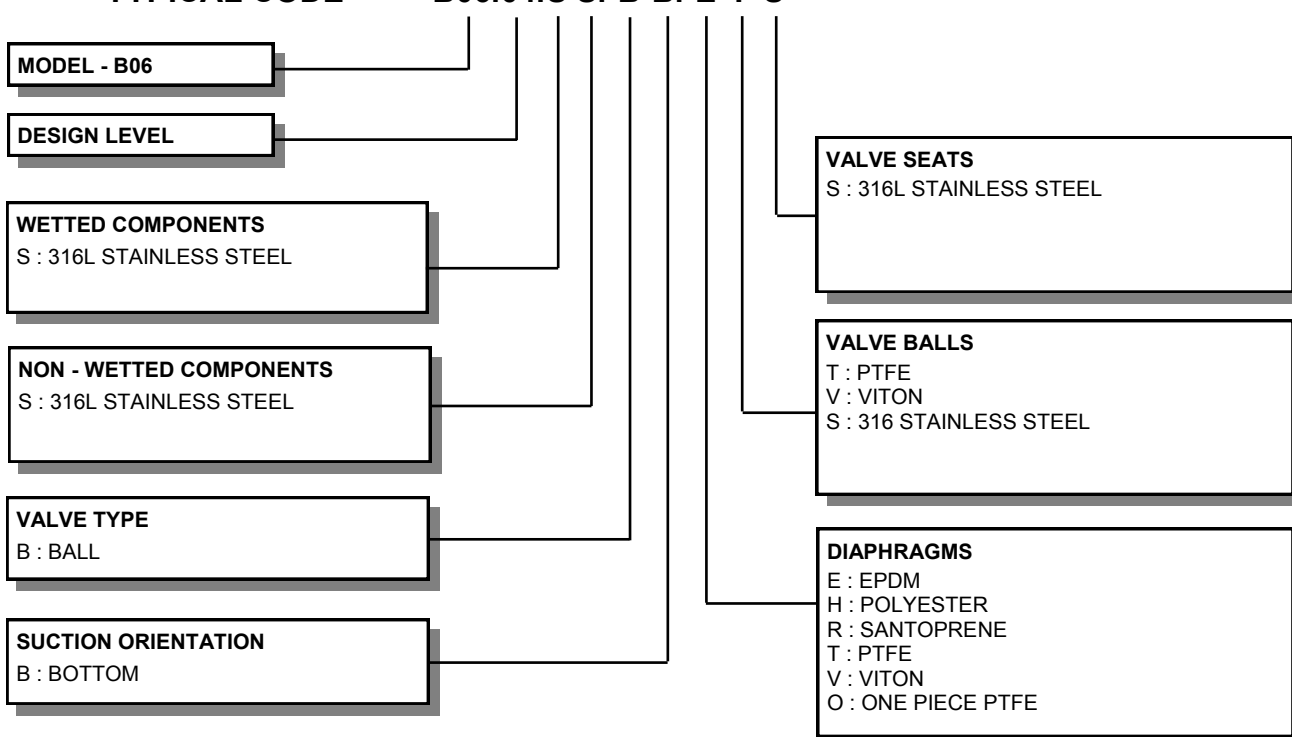 MODEL - B06
DESIGN LEVEL
WETTED COMPONENTS
S : 316L STAINLESS STEEL
NON - WETTED COMPONENTS
S : 316L STAINLESS STEEL
VALVE TYPE
B : BALL
SUCTION ORIENTATION
B : BOTTOM
VALVE SEATS
S : 316L STAINLESS STEEL
VALVE BALLS
T : PTFE
V : VITON
S : 316 STAINLESS STEEL
DIAPHRAGMS
E : EPDM
H : POLYESTER
R : SANTOPRENE
T : PTFE
V : VITON
O : ONE PIECE PTFE